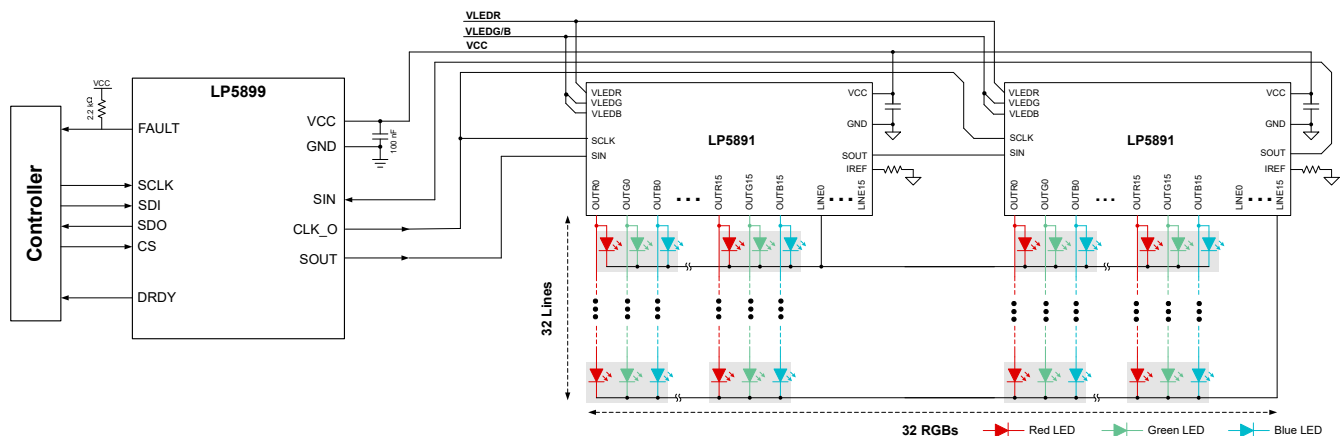 VLEDR
VLEDG/B
VCC
Controller
VCC
2.2 kΩ
LP5899
FAULT
SCLK
SDI
SDO
CS
DRDY
VCC
GND
100 nF
SIN
CLK_O
SOUT
VLEDR
VLEDG
VLEDB
SCLK
SIN
LP5891
VCC
GND
SOUT
IREF
OUTR0
OUTG0
OUTB0
OUTR15
OUTG15
OUTB15
LINE0
LINE15
VLEDR
VLEDG
VLEDB
SCLK
SIN
LP5891
VCC
GND
SOUT
IREF
OUTR0
OUTG0
OUTB0
OUTR15
OUTG15
OUTB15
LINE0
LINE15
32 Lines
32 RGBs
Red LED
Green LED
Blue LED